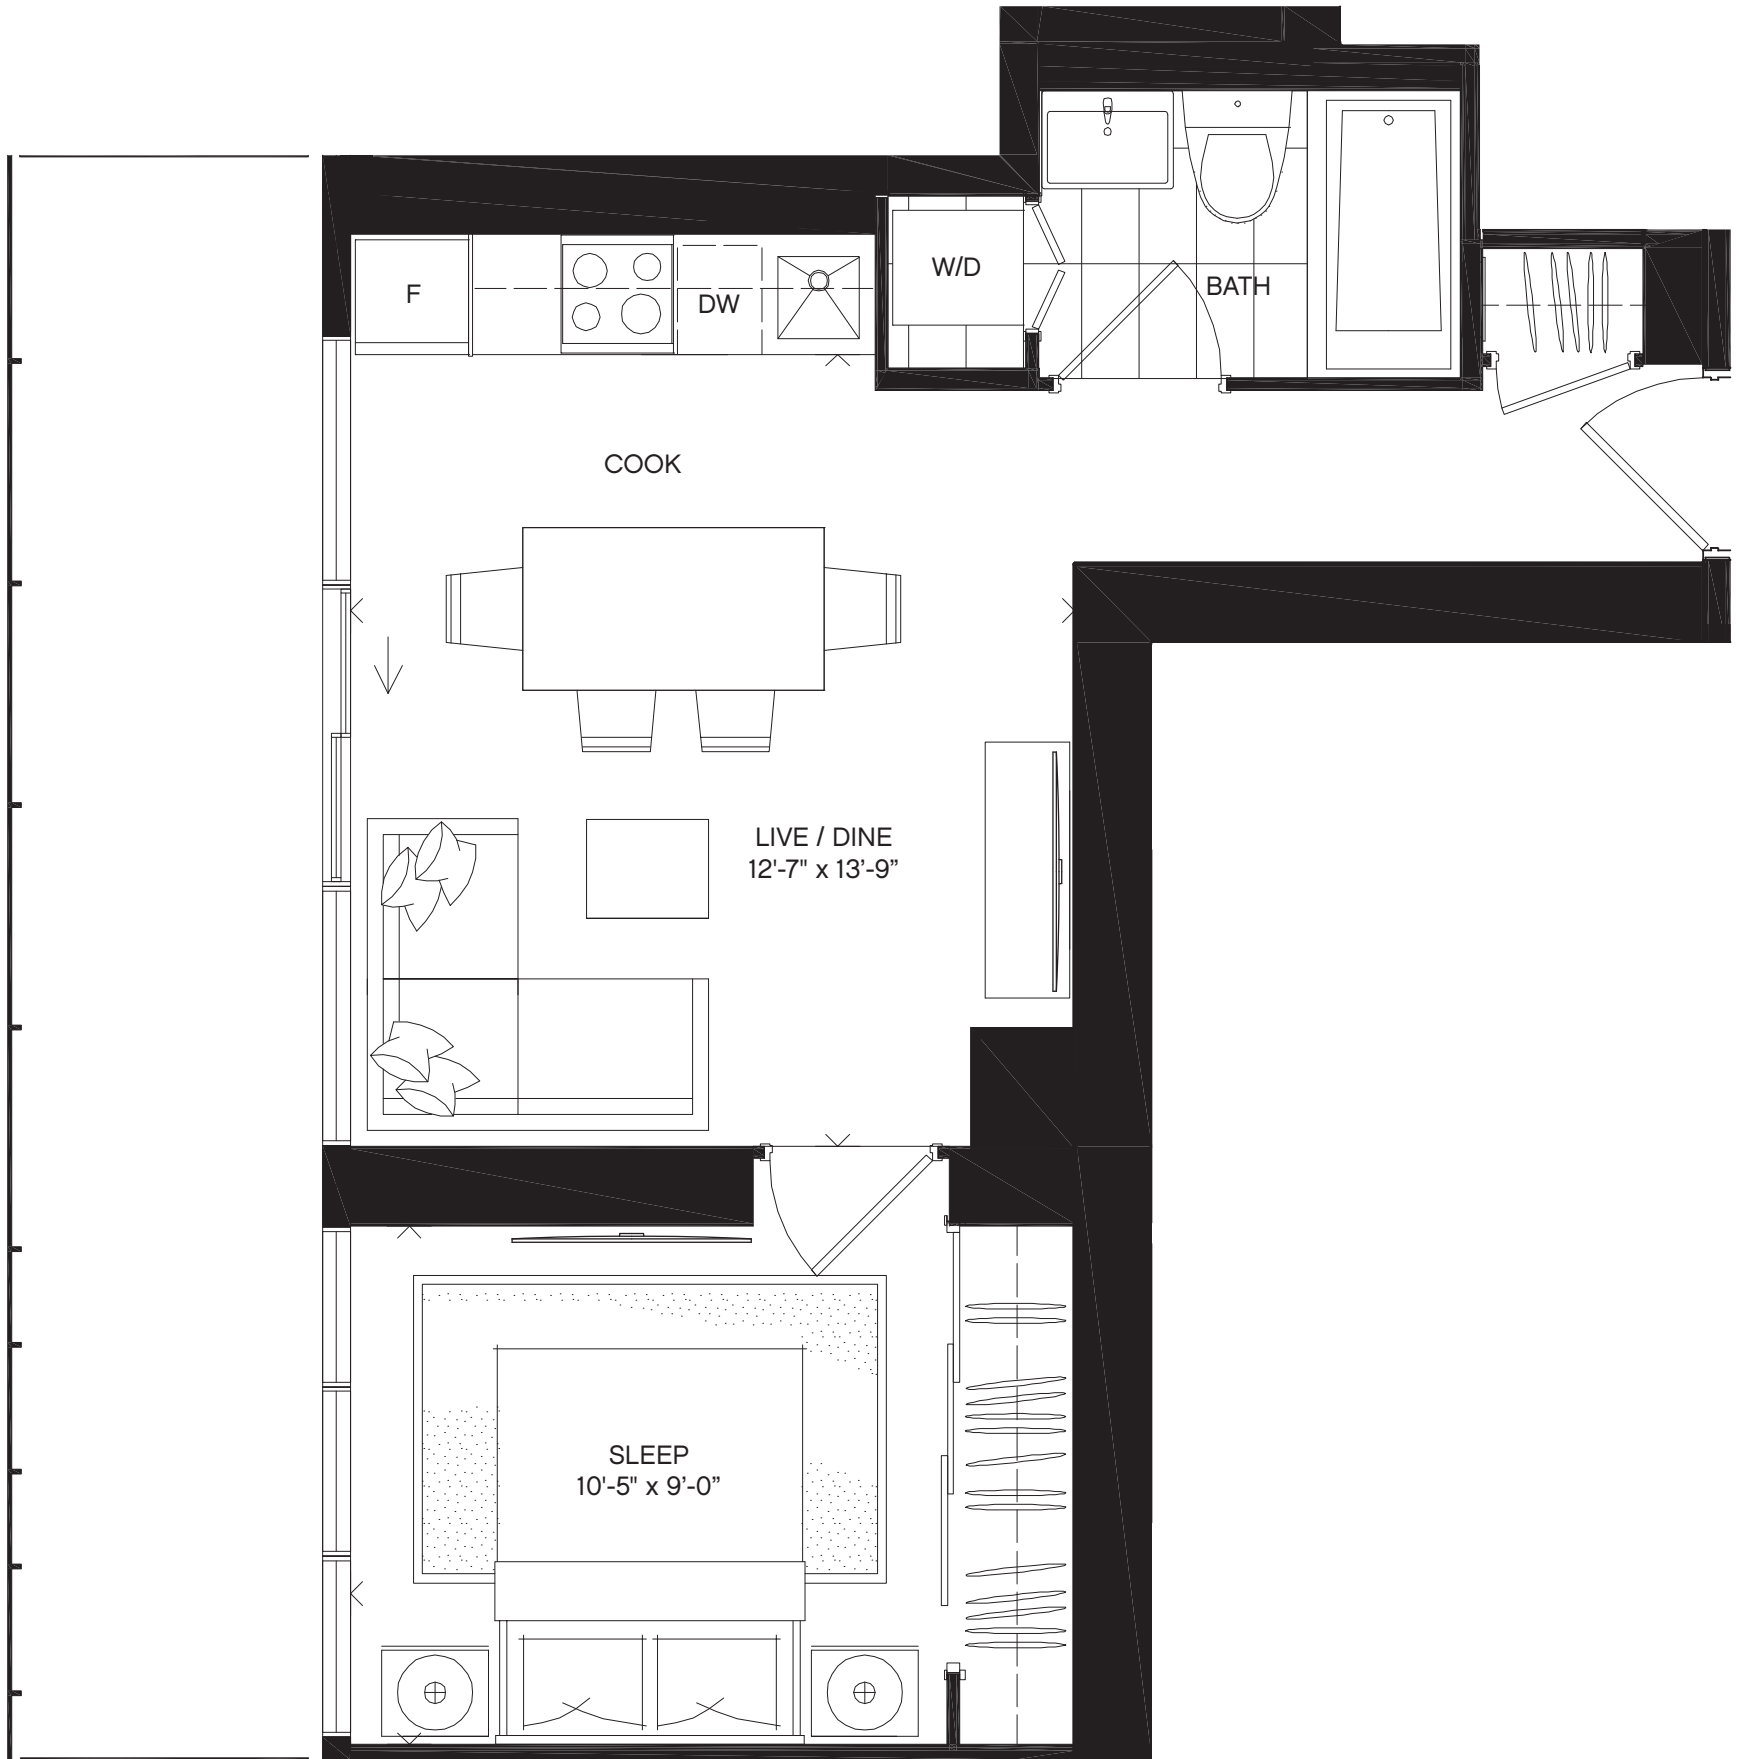 W/D
BATH
F
DW
COOK
LIVE / DINE
12'-7" x 13’-9”
SLEEP
10'-5" x 9’-0”